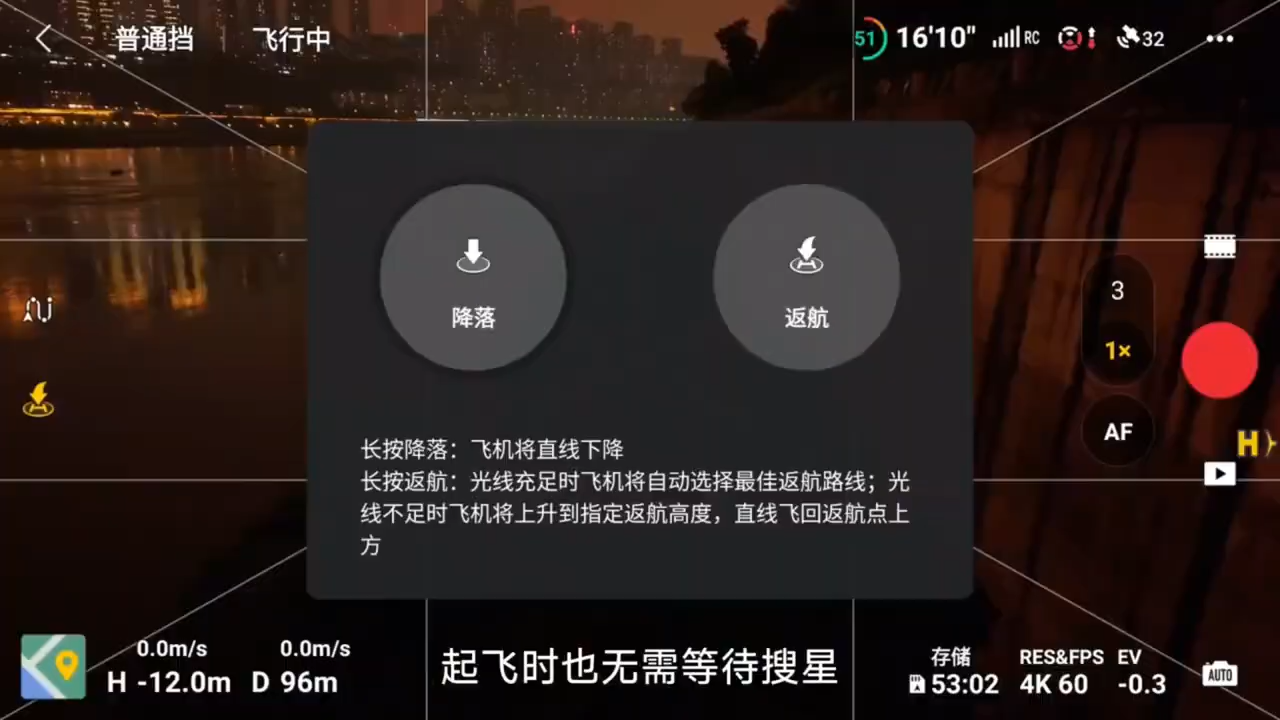 普通挡
飞行中
51
16'10"
RC
32
降落
返航
3
1×
AF
H
长按降落：飞机将直线下降
长按返航：光线充足时飞机将自动选择最佳返航路线；光
线不足时飞机将上升到指定返航高度，直线飞回返航点上
方
0.0m/s
0.0m/s
H -12.0m
D 96m
起飞时也无需等待搜星
存储
53:02
RES&FPS
4K 60
EV
-0.3
AUTO